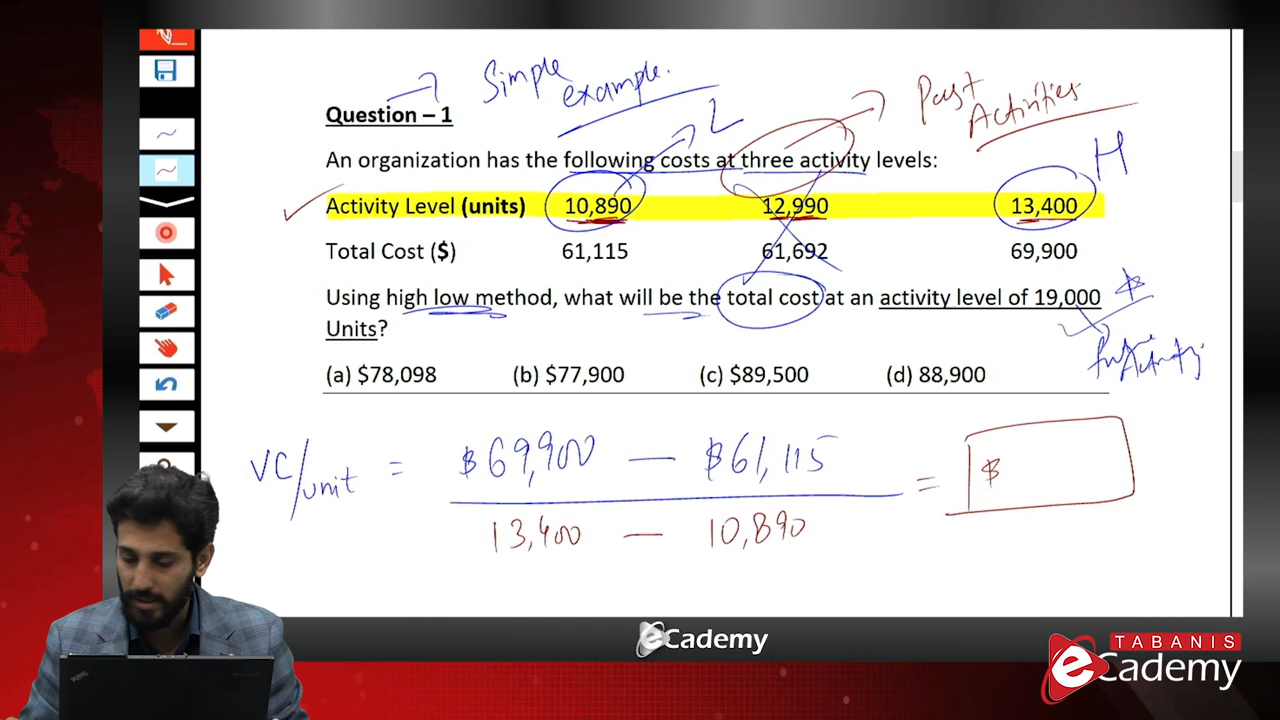 Simple
example.
Past
Activities
L
H
Question – 1
An organization has the following costs at three activity levels:
Activity Level (units) 10,890 12,990 13,400
Total Cost ($) 61,115 61,692 69,900
Using high low method, what will be the total cost at an activity level of 19,000
Units?
Future
Activity
(a) $78,098 (b) $77,900 (c) $89,500 (d) 88,900
VC/unit = $69,900 — $61,115 = $
13,400 — 10,890
eCademy
TABANIS
eCademy